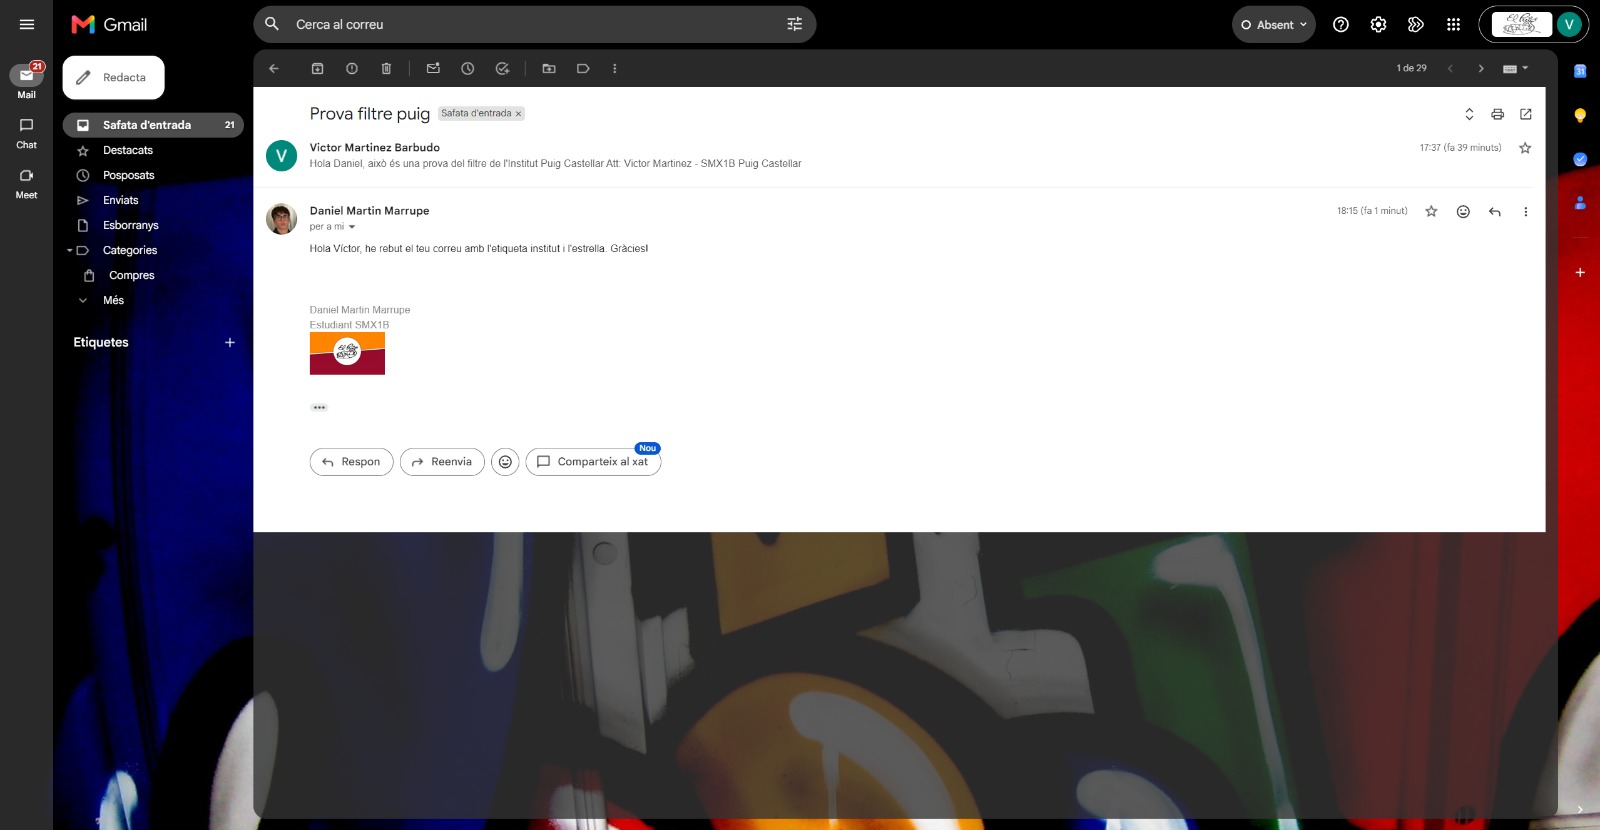 Gmail
Cerca al correu
Absent
V
21
Mail
Chat
Meet
Redacta
Safata d'entrada 21
Destacats
Posposats
Enviats
Esborranys
Categories
Compres
Més
Etiquetes
1 de 29
31
Prova filtre puig Safata d'entrada ×
V
Victor Martinez Barbudo 17:37 (fa 39 minuts)
Hola Daniel, això és una prova del filtre de l'Institut Puig Castellar Att: Victor Martinez - SMX1B Puig Castellar
Daniel Martin Marrupe 18:15 (fa 1 minut)
per a mi
Hola Víctor, he rebut el teu correu amb l'etiqueta institut i l'estrella. Gràcies!
Daniel Martin Marrupe
Estudiant SMX1B
Nou
Respon Reenvia Comparteix al xat